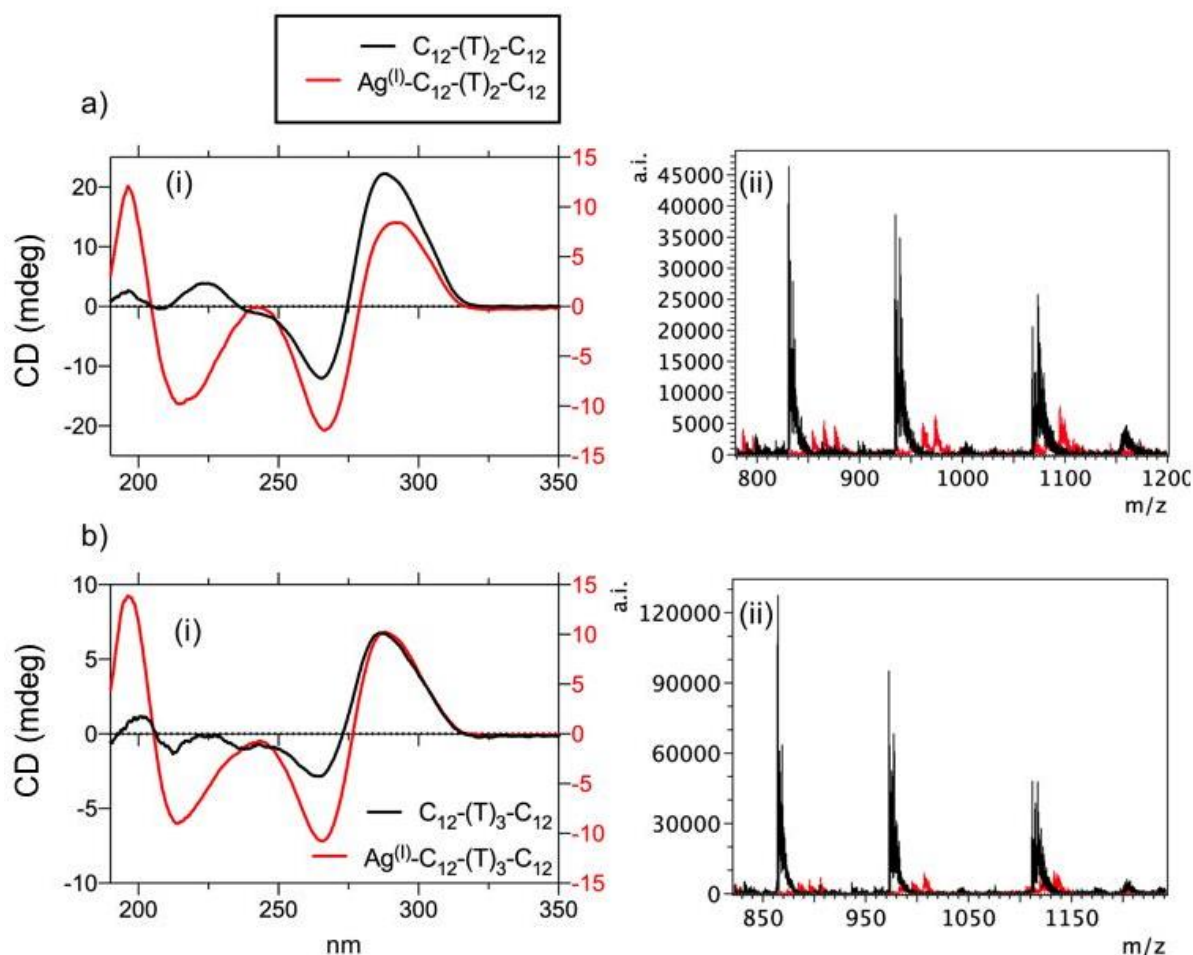 C12-(T)2-C12
Ag(I)-C12-(T)2-C12
a)
(i)
CD (mdeg)
20
10
0
-10
-20
15
10
5
0
-5
-10
-15
200 250 300 350
(ii)
a.i.
45000
40000
35000
30000
25000
20000
15000
10000
5000
0
800 900 1000 1100 1200
m/z
b)
(i)
CD (mdeg)
10
5
0
-5
-10
15
10
5
0
-5
-10
-15
C12-(T)3-C12
Ag(I)-C12-(T)3-C12
200 250 300 350
nm
(ii)
a.i.
120000
90000
60000
30000
0
850 950 1050 1150
m/z